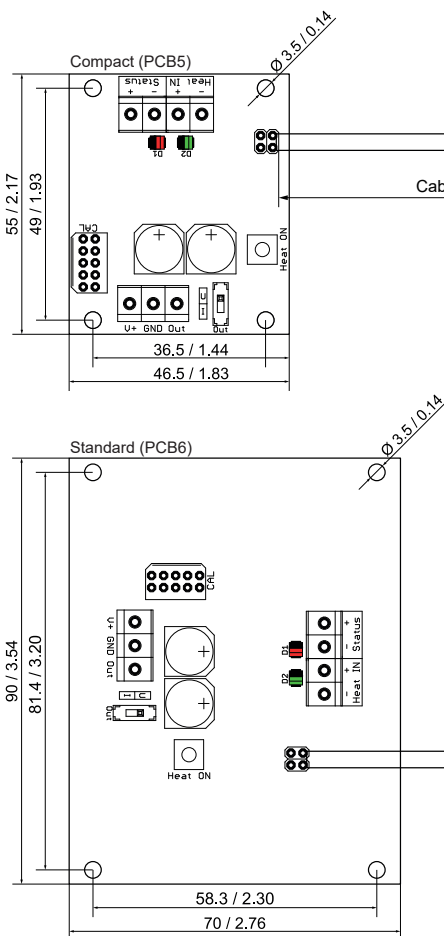 Compact (PCB5)
Ø 3.5 / 0.14
Status Heat IN
+ - + -
D1 D2
55 / 2.17
49 / 1.93
Cab
CAL
Heat ON
U
I
V+ GND Out
Out
36.5 / 1.44
46.5 / 1.83
Standard (PCB6)
Ø 3.5 / 0.14
90 / 3.54
81.4 / 3.20
CAL
V+
GND
Out
I U
Out
Heat ON
D1
D2
+ - Status
+ - Heat IN
58.3 / 2.30
70 / 2.76